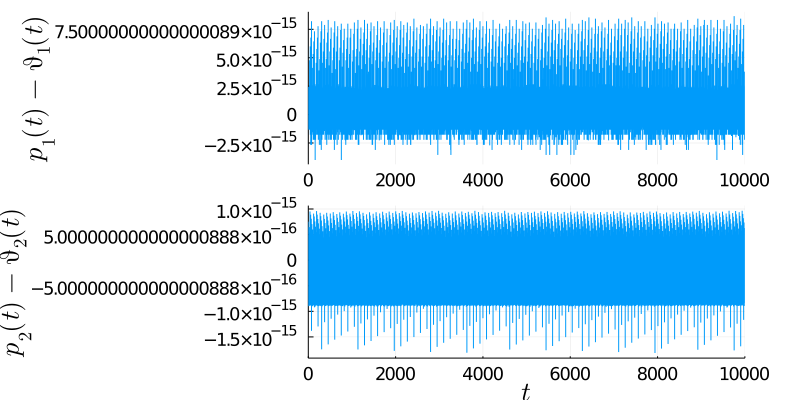 p₁(t) − ϑ₁(t)
7.500000000000000089×10⁻¹⁵
5.0×10⁻¹⁵
2.5×10⁻¹⁵
0
−2.5×10⁻¹⁵
0 2000 4000 6000 8000 10000
p₂(t) − ϑ₂(t)
1.0×10⁻¹⁵
5.000000000000000888×10⁻¹⁶
0
−5.000000000000000888×10⁻¹⁶
−1.0×10⁻¹⁵
−1.5×10⁻¹⁵
0 2000 4000 6000 8000 10000
t